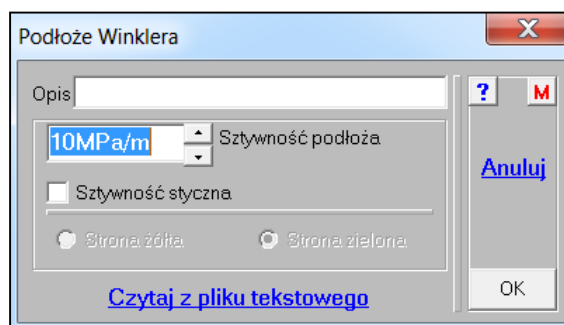 Podłoże Winklera
X
Opis
? M
10MPa/m Sztywność podłoża
Anuluj
Sztywność styczna
Strona żółta Strona zielona
Czytaj z pliku tekstowego
OK